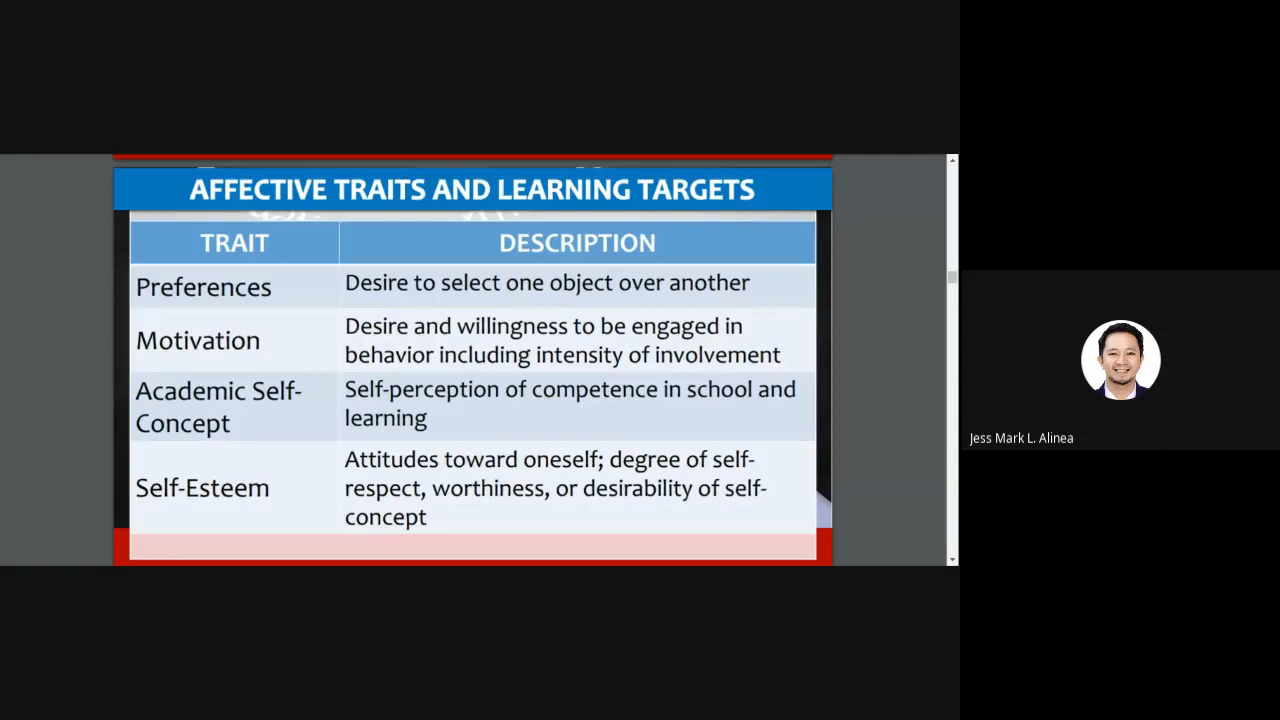 AFFECTIVE TRAITS AND LEARNING TARGETS
TRAIT
DESCRIPTION
Preferences
Desire to select one object over another
Motivation
Desire and willingness to be engaged in
behavior including intensity of involvement
Academic Self-
Concept
Self-perception of competence in school and
learning
Self-Esteem
Attitudes toward oneself; degree of self-
respect, worthiness, or desirability of self-
concept
Jess Mark L. Alinea